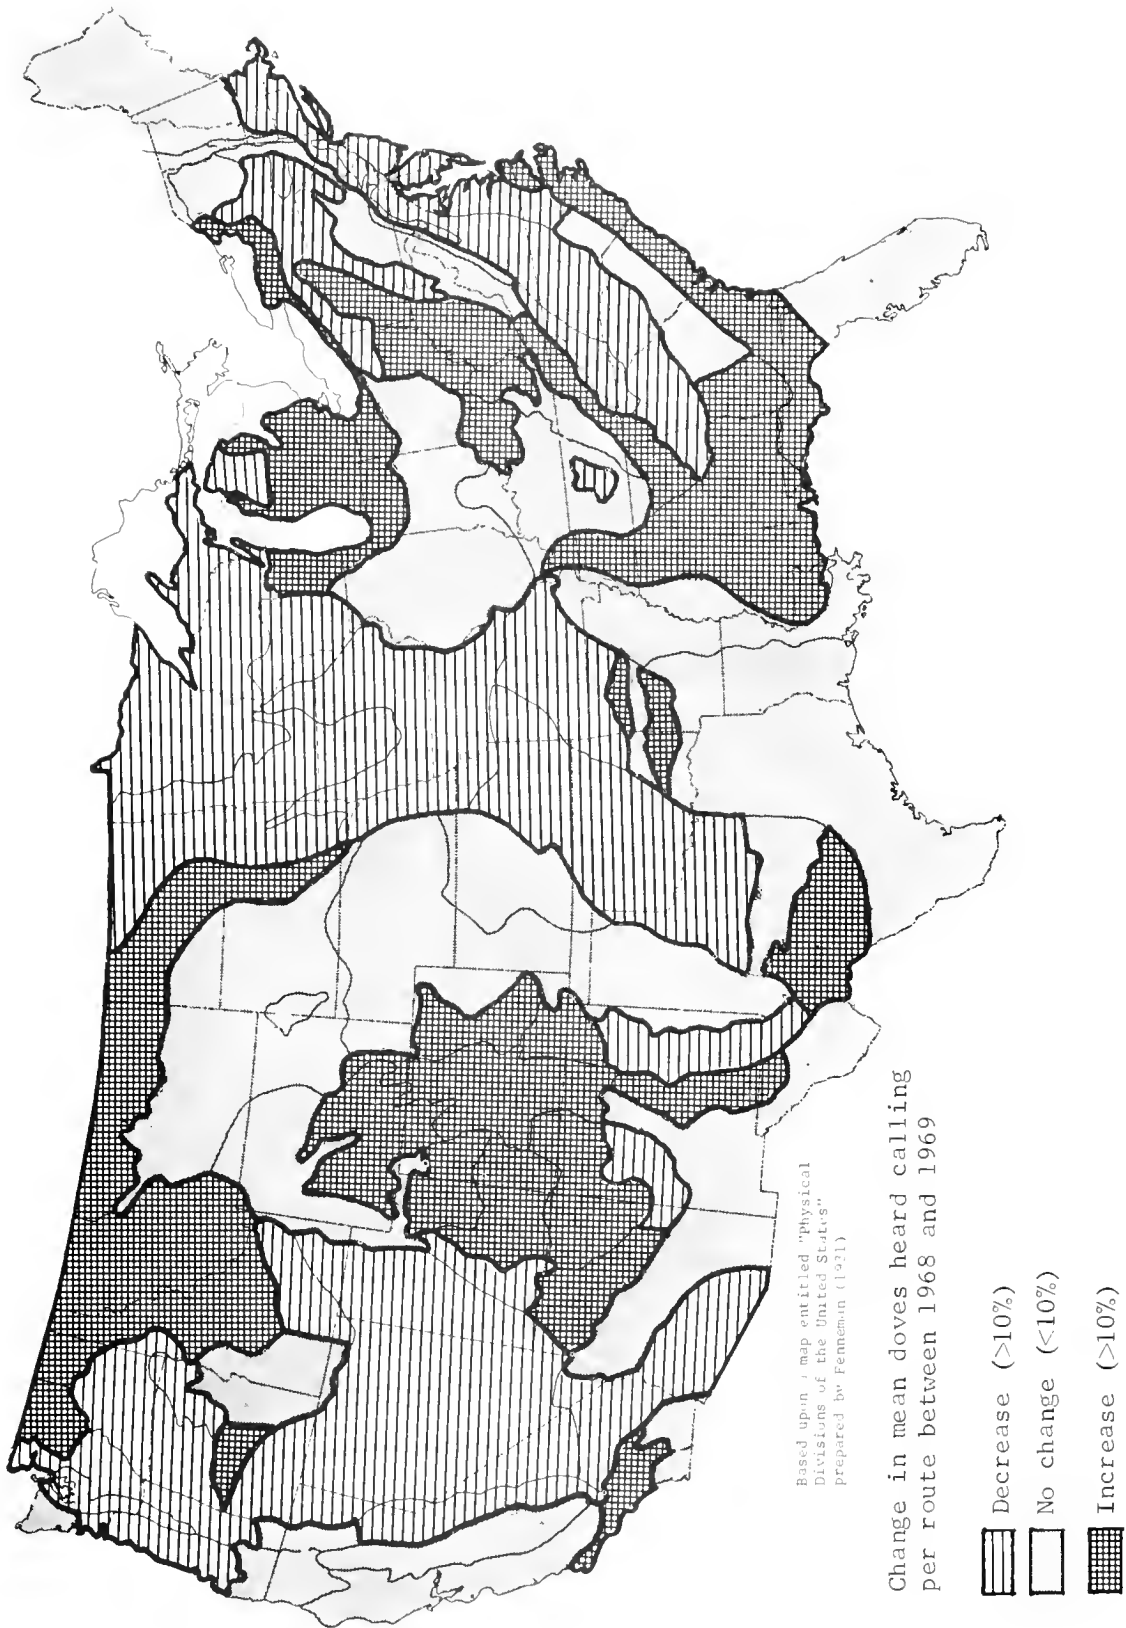 Based upon a map entitled "Physical
Divisions of the United States"
prepared by Fenneman (1931)
Change in mean doves heard calling
per route between 1968 and 1969
Decrease (>10%)
No change (<10%)
Increase (>10%)